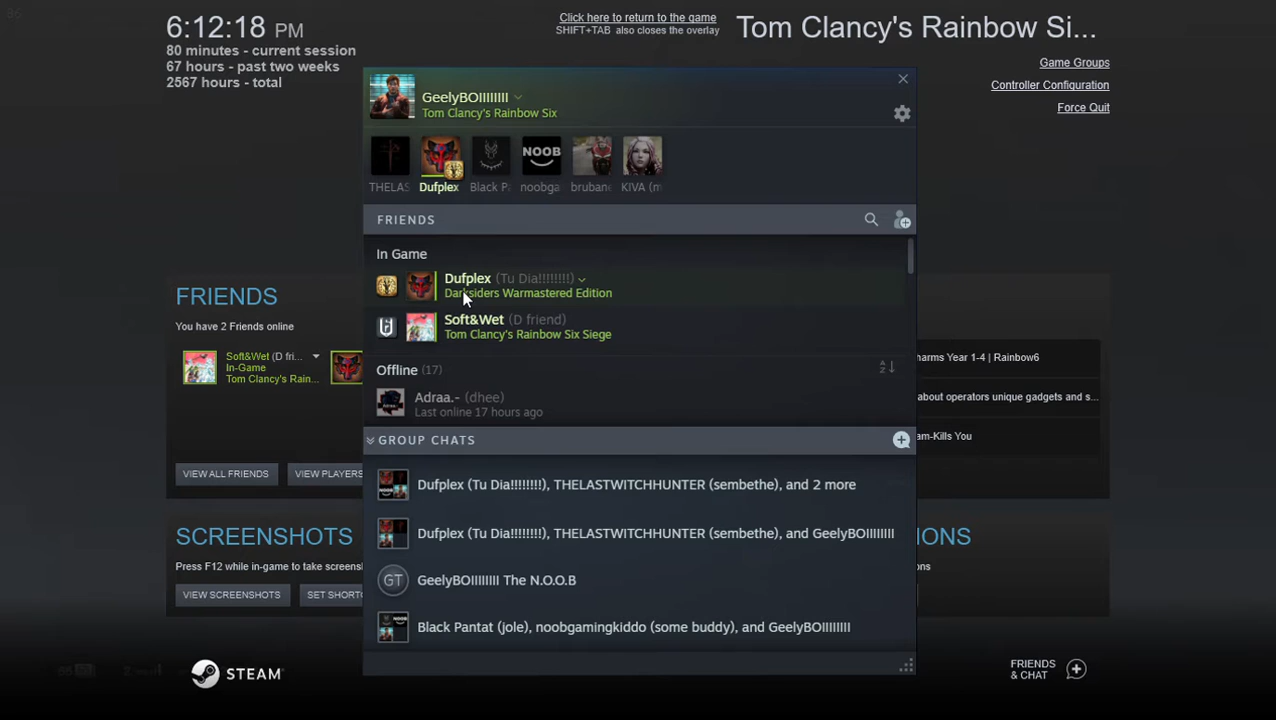 6:12:18 PM
80 minutes - current session
67 hours - past two weeks
2567 hours - total
Click here to return to the game
SHIFT+TAB also closes the overlay
Tom Clancy's Rainbow Si...
Game Groups
Controller Configuration
Force Quit
GeelyBOIIIIIIII
Tom Clancy's Rainbow Six
NOOB
THELAS
Dufplex
Black P
noobga
brubane
KIVA (m
FRIENDS
In Game
Dufplex (Tu Dia!!!!!!!!)
Darksiders Warmastered Edition
Soft&Wet (D friend)
Tom Clancy's Rainbow Six Siege
Offline (17)
Adraa.- (dhee)
Last online 17 hours ago
GROUP CHATS
Dufplex (Tu Dia!!!!!!!!), THELASTWITCHHUNTER (sembethe), and 2 more
Dufplex (Tu Dia!!!!!!!!), THELASTWITCHHUNTER (sembethe), and GeelyBOIIIIIIII
GT
GeelyBOIIIIIIII The N.O.O.B
Black Pantat (jole), noobgamingkiddo (some buddy), and GeelyBOIIIIIIII
FRIENDS
You have 2 Friends online
Soft&Wet (D fri...
In-Game
Tom Clancy's Rain...
VIEW ALL FRIENDS
VIEW PLAYERS
harms Year 1-4 | Rainbow6
about operators unique gadgets and s...
am-Kills You
SCREENSHOTS
Press F12 while in-game to take screens
VIEW SCREENSHOTS
SET SHORTC
IONS
ons
STEAM
FRIENDS
& CHAT